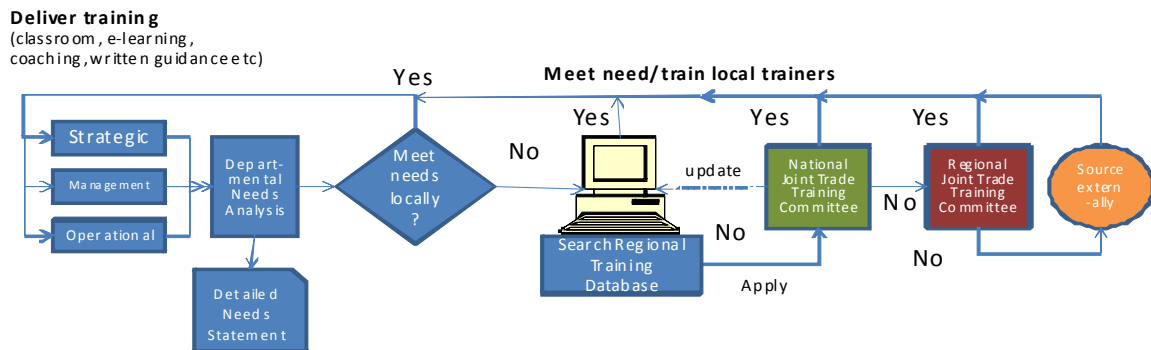 Deliver training
(classroom, e-learning,
coaching, written guidance etc)
Yes
Meet need/train local trainers
Strategic
Management
Operational
Depart-
mental
Needs
Analysis
Detailed
Needs
Statement
Meet
needs
locally
?
No
Yes
Search Regional
Training
Database
update
No
Apply
Yes
National
Joint Trade
Training
Committee
No
Yes
Regional
Joint Trade
Training
Committee
No
Source
extern
-ally